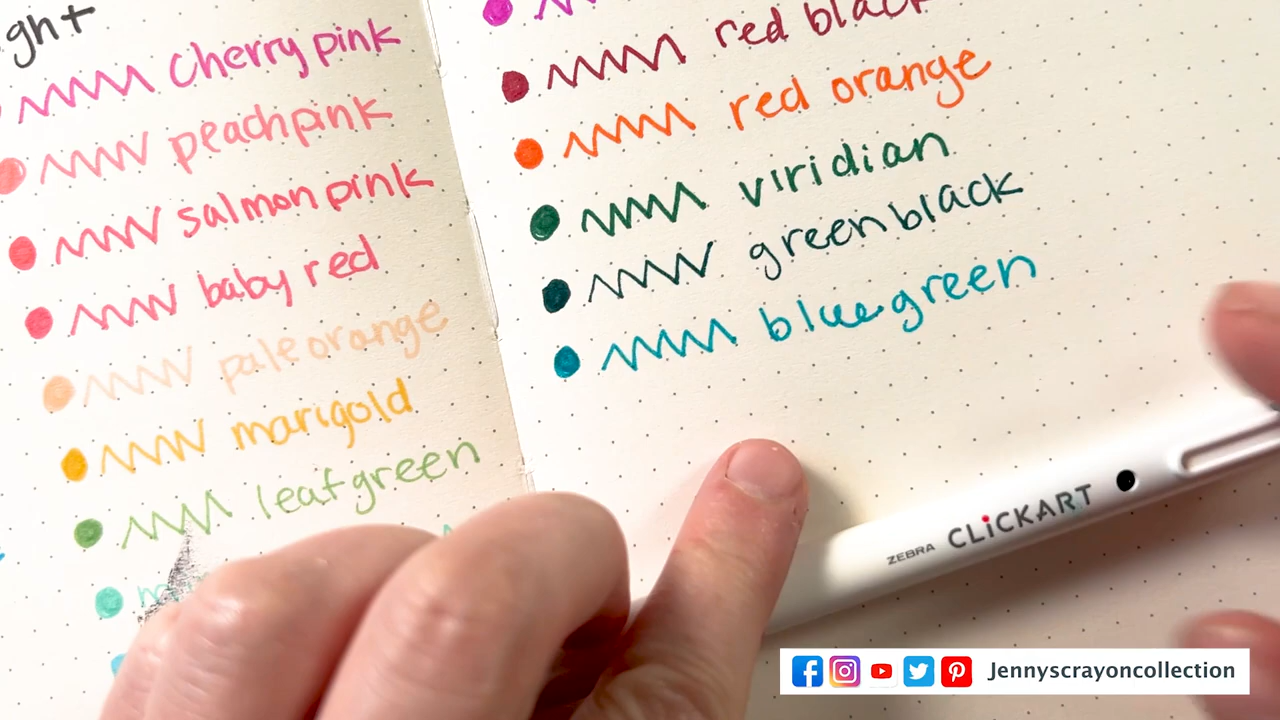 ght
cherry pink
peach pink
salmon pink
baby red
pale orange
marigold
leaf green
red black
red orange
viridian
green black
blue green
ZEBRA CLiCKART
Jennyscrayoncollection